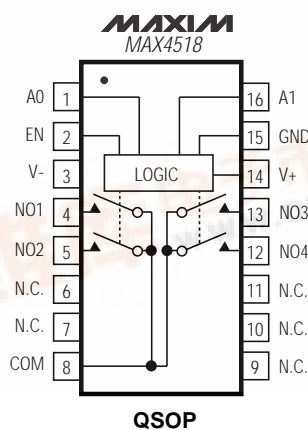 MAXIM
MAX4518
A0 1 16 A1
EN 2 15 GND
V- 3 LOGIC 14 V+
NO1 4 13 NO3
NO2 5 12 NO4
N.C. 6 11 N.C.
N.C. 7 10 N.C.
COM 8 9 N.C.
QSOP